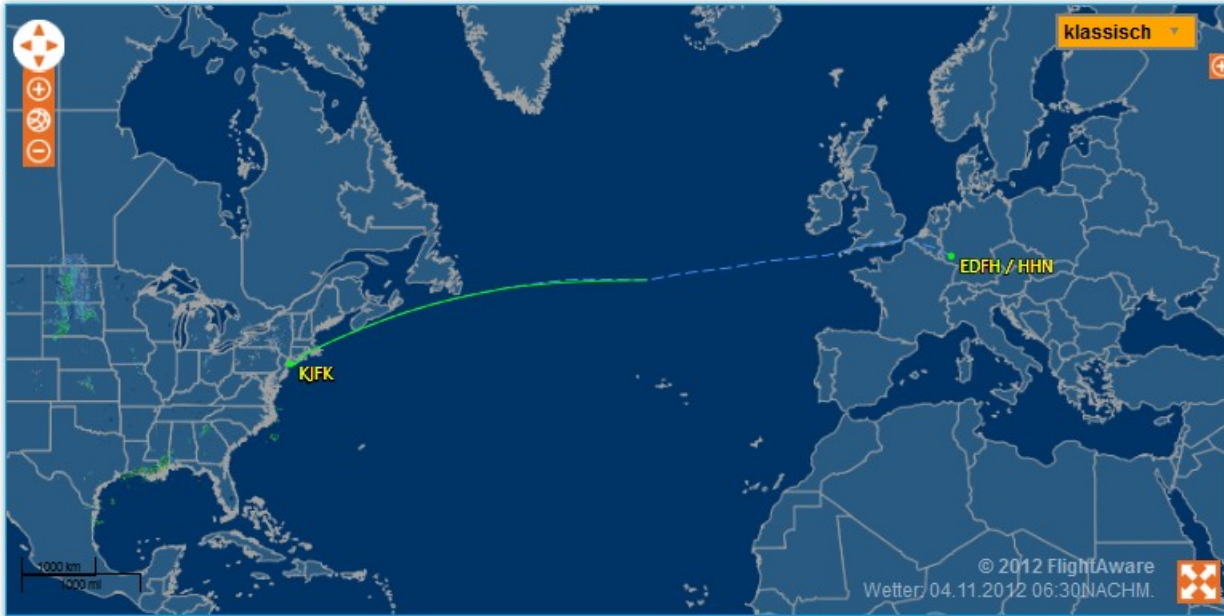 klassisch
EDFH / HHN
KJFK
1000 km
1000 mi
© 2012 FlightAware
Wetter: 04.11.2012 06:30NACHM.